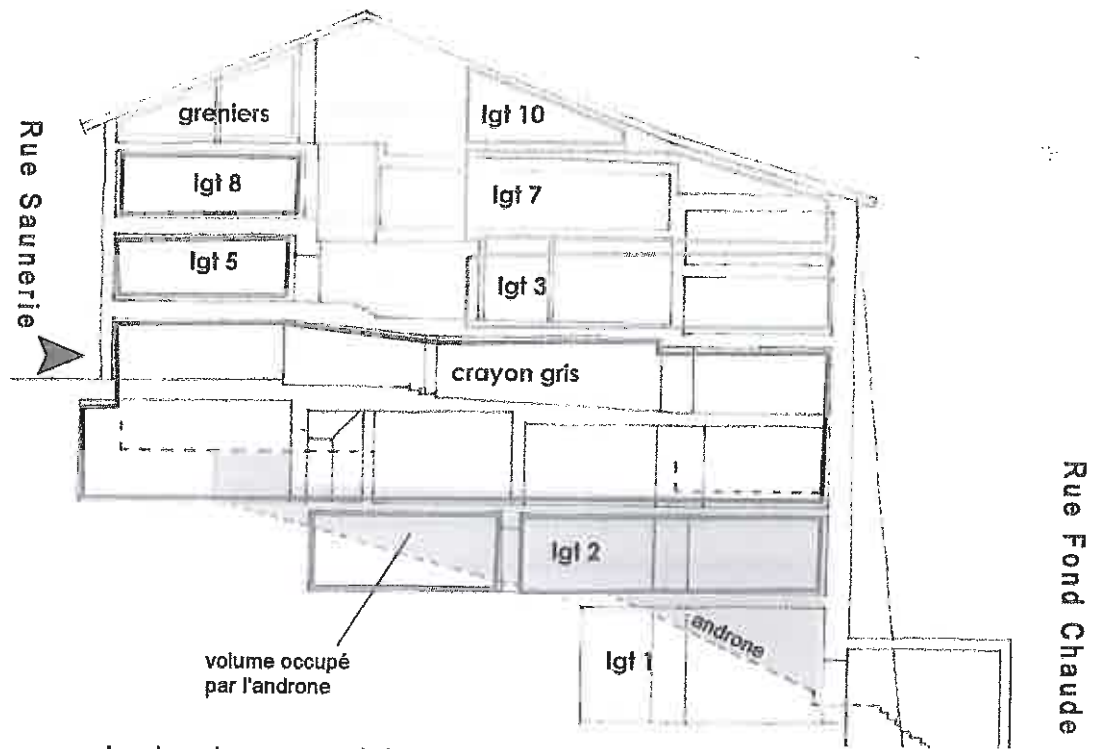 greniers
lgt 10
Rue Saunerie
lgt 8
lgt 7
lgt 5
lgt 3
crayon gris
lgt 2
Rue Fond Chaude
androne
lgt 1
volume occupé
par l'androne